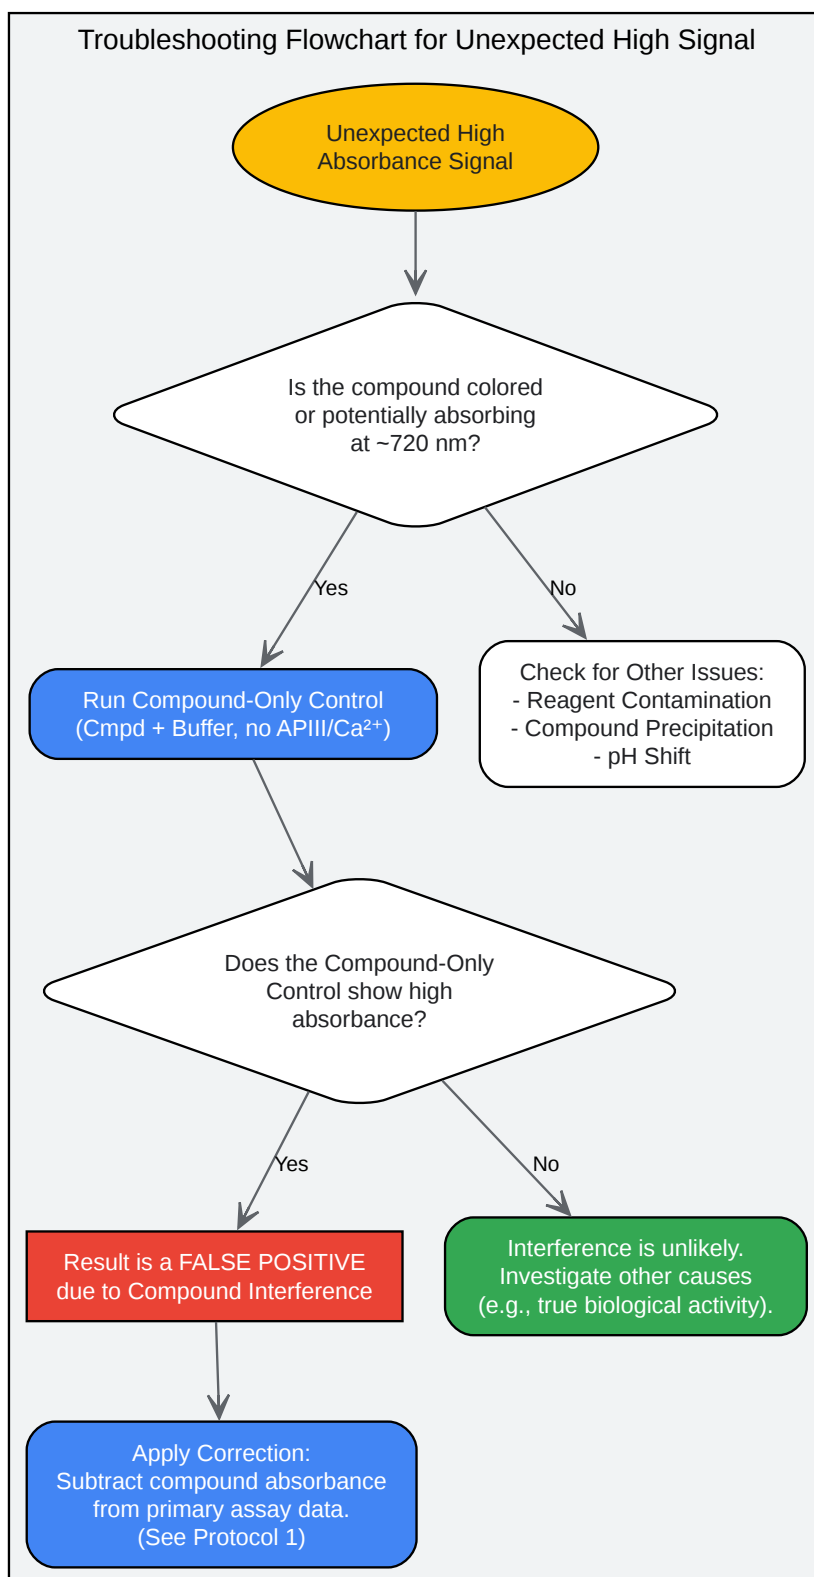 Troubleshooting Flowchart for Unexpected High Signal
Unexpected High
Absorbance Signal
Is the compound colored
or potentially absorbing
at ~720 nm?
Yes
No
Run Compound-Only Control
(Cmpd + Buffer, no APIII/Ca²⁺)
Check for Other Issues:
- Reagent Contamination
- Compound Precipitation
- pH Shift
Does the Compound-Only
Control show high
absorbance?
Yes
No
Result is a FALSE POSITIVE
due to Compound Interference
Interference is unlikely.
Investigate other causes
(e.g., true biological activity).
Apply Correction:
Subtract compound absorbance
from primary assay data.
(See Protocol 1)